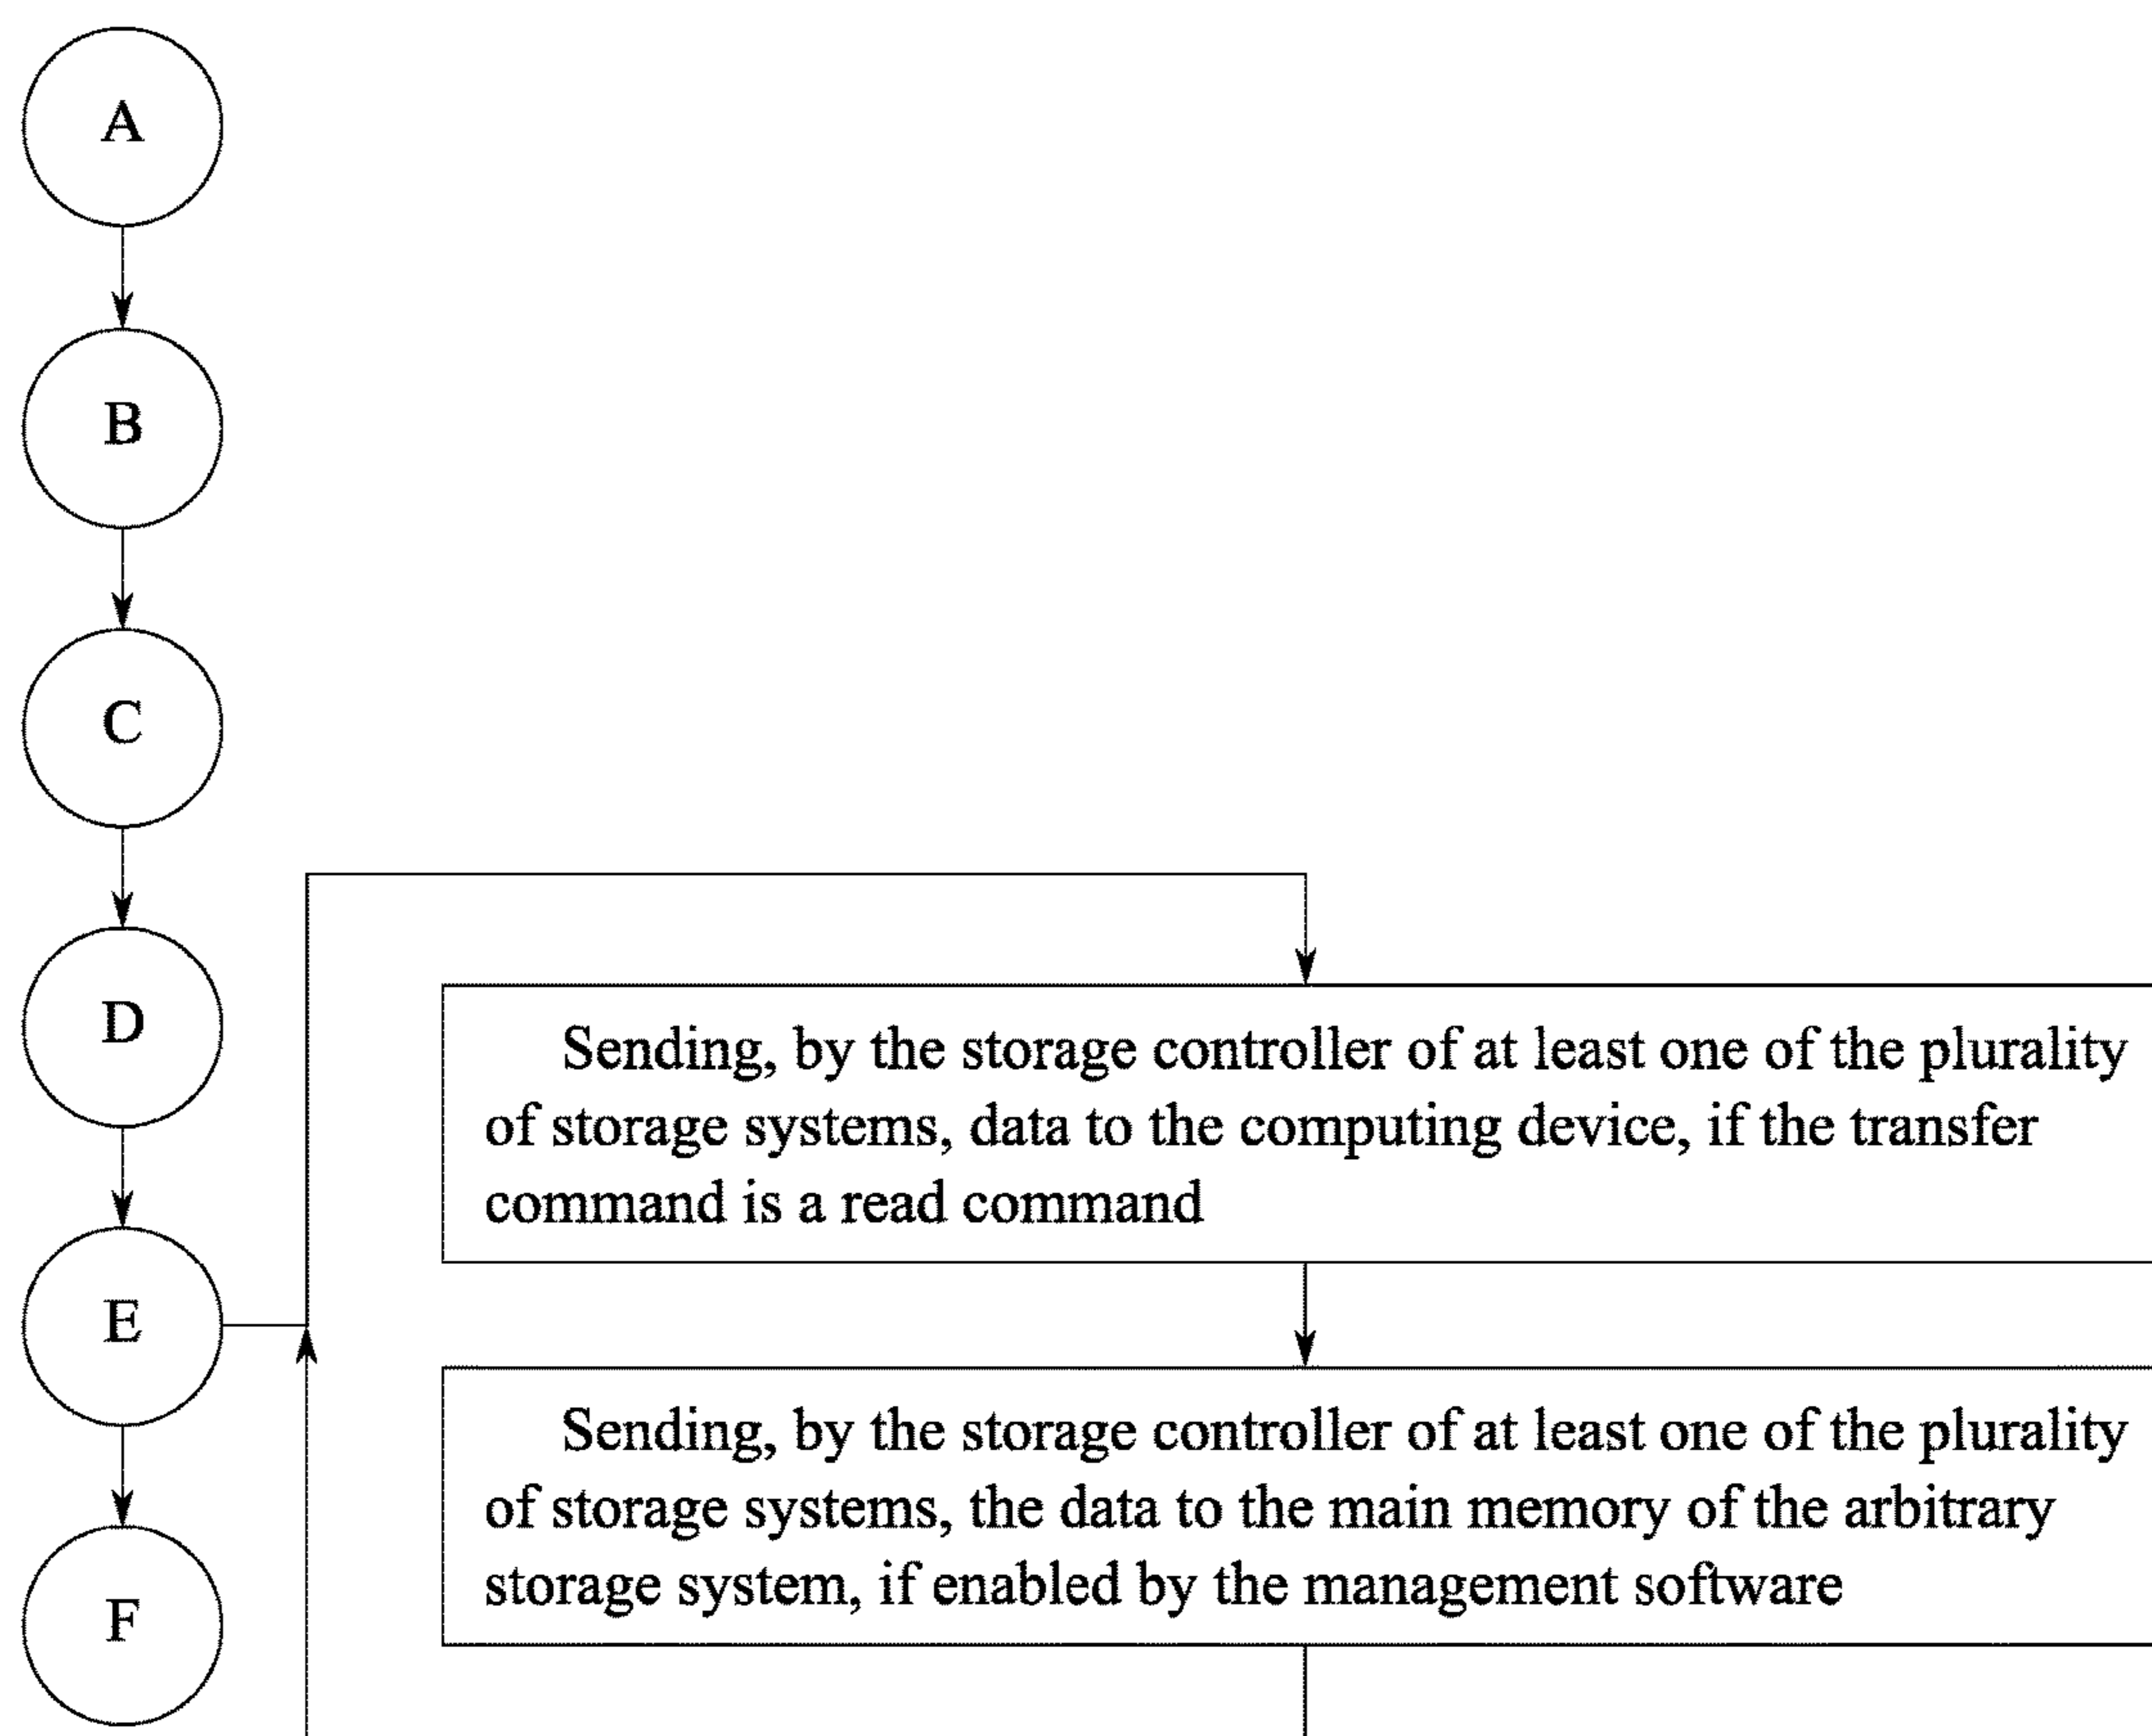 A
B
C
D
E
F
Sending, by the storage controller of at least one of the plurality
of storage systems, data to the computing device, if the transfer
command is a read command
Sending, by the storage controller of at least one of the plurality
of storage systems, the data to the main memory of the arbitrary
storage system, if enabled by the management software